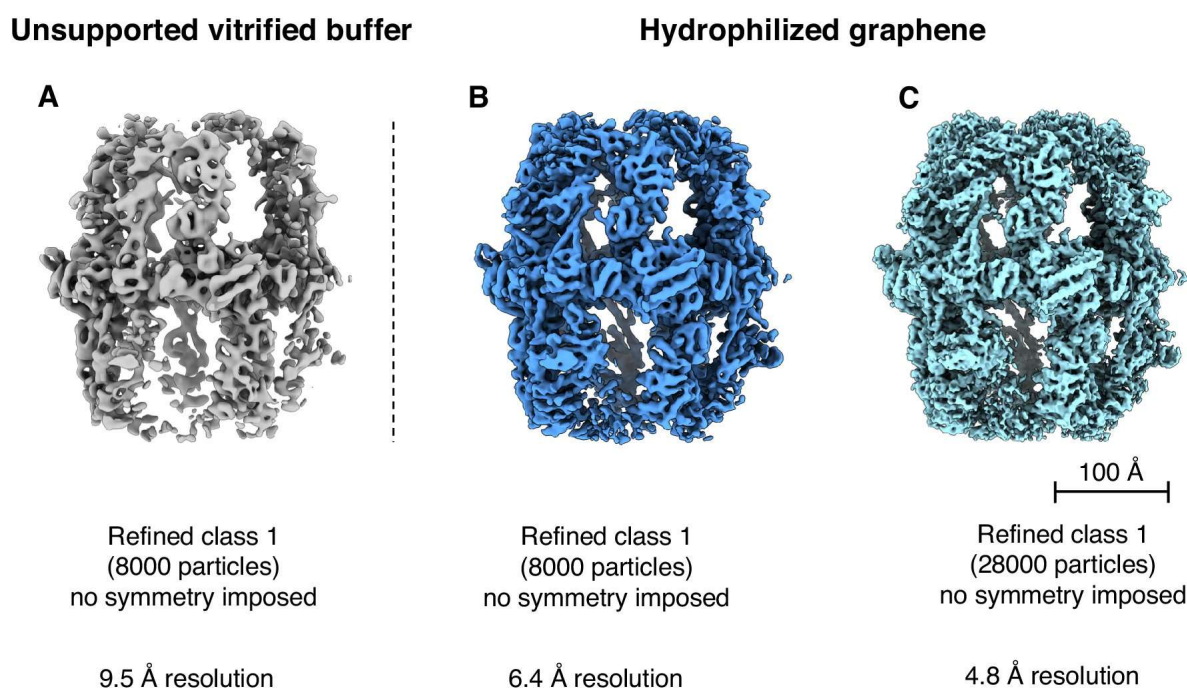 Unsupported vitrified buffer
Hydrophilized graphene
A
B
C
100 Å
Refined class 1
(8000 particles)
no symmetry imposed
9.5 Å resolution
Refined class 1
(8000 particles)
no symmetry imposed
6.4 Å resolution
Refined class 1
(28000 particles)
no symmetry imposed
4.8 Å resolution